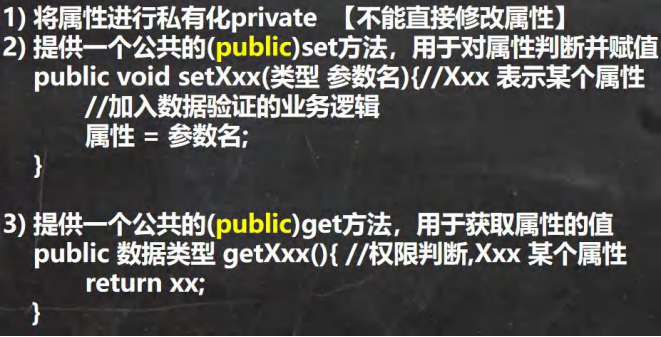 1) 将属性进行私有化private 【不能直接修改属性】
2) 提供一个公共的(public)set方法，用于对属性判断并赋值
public void setXxx(类型 参数名){//Xxx 表示某个属性
//加入数据验证的业务逻辑
属性 = 参数名;
}
3) 提供一个公共的(public)get方法，用于获取属性的值
public 数据类型 getXxx(){ //权限判断,Xxx 某个属性
return xx;
}